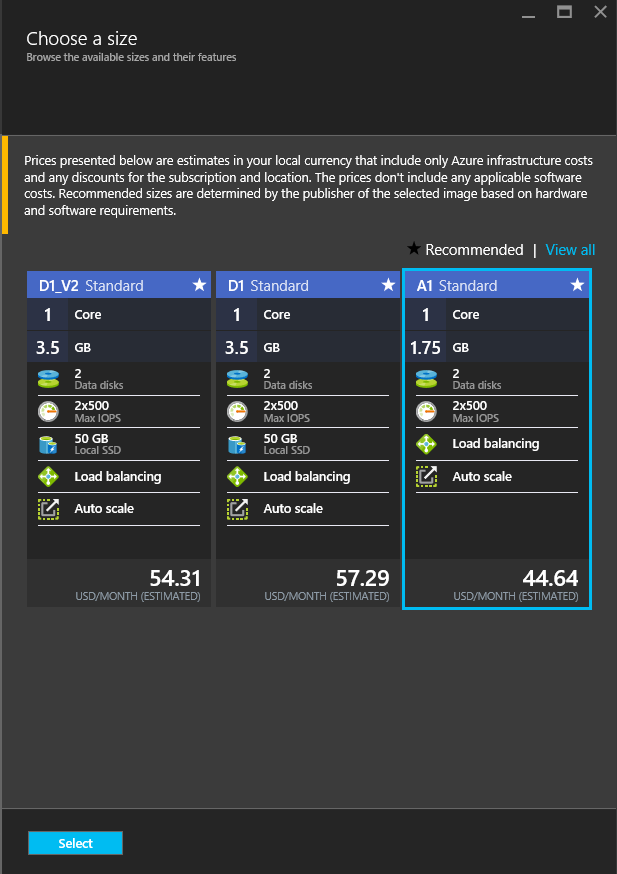 Choose a size
Browse the available sizes and their features
Prices presented below are estimates in your local currency that include only Azure infrastructure costs
and any discounts for the subscription and location. The prices don't include any applicable software
costs. Recommended sizes are determined by the publisher of the selected image based on hardware
and software requirements.
★ Recommended | View all
D1_V2 Standard ★
1 Core
3.5 GB
2
Data disks
2x500
Max IOPS
50 GB
Local SSD
Load balancing
Auto scale
54.31
USD/MONTH (ESTIMATED)
D1 Standard ★
1 Core
3.5 GB
2
Data disks
2x500
Max IOPS
50 GB
Local SSD
Load balancing
Auto scale
57.29
USD/MONTH (ESTIMATED)
A1 Standard ★
1 Core
1.75 GB
2
Data disks
2x500
Max IOPS
Load balancing
Auto scale
44.64
USD/MONTH (ESTIMATED)
Select